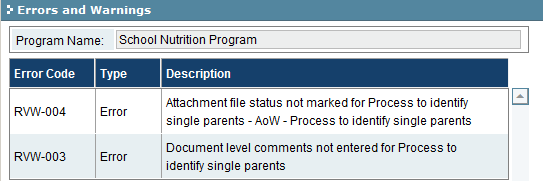 Errors and Warnings
Program Name: School Nutrition Program
Error Code Type Description
RVW-004 Error Attachment file status not marked for Process to identify
single parents - AoW - Process to identify single parents
RVW-003 Error Document level comments not entered for Process to
identify single parents